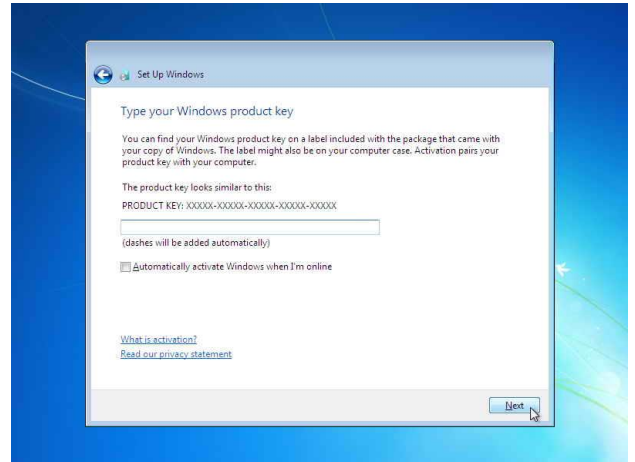 Set Up Windows
Type your Windows product key
You can find your Windows product key on a label included with the package that came with
your copy of Windows. The label might also be on your computer case. Activation pairs your
product key with your computer.
The product key looks similar to this:
PRODUCT KEY: XXXXX-XXXXX-XXXXX-XXXXX-XXXXX
(dashes will be added automatically)
Automatically activate Windows when I'm online
What is activation?
Read our privacy statement
Next